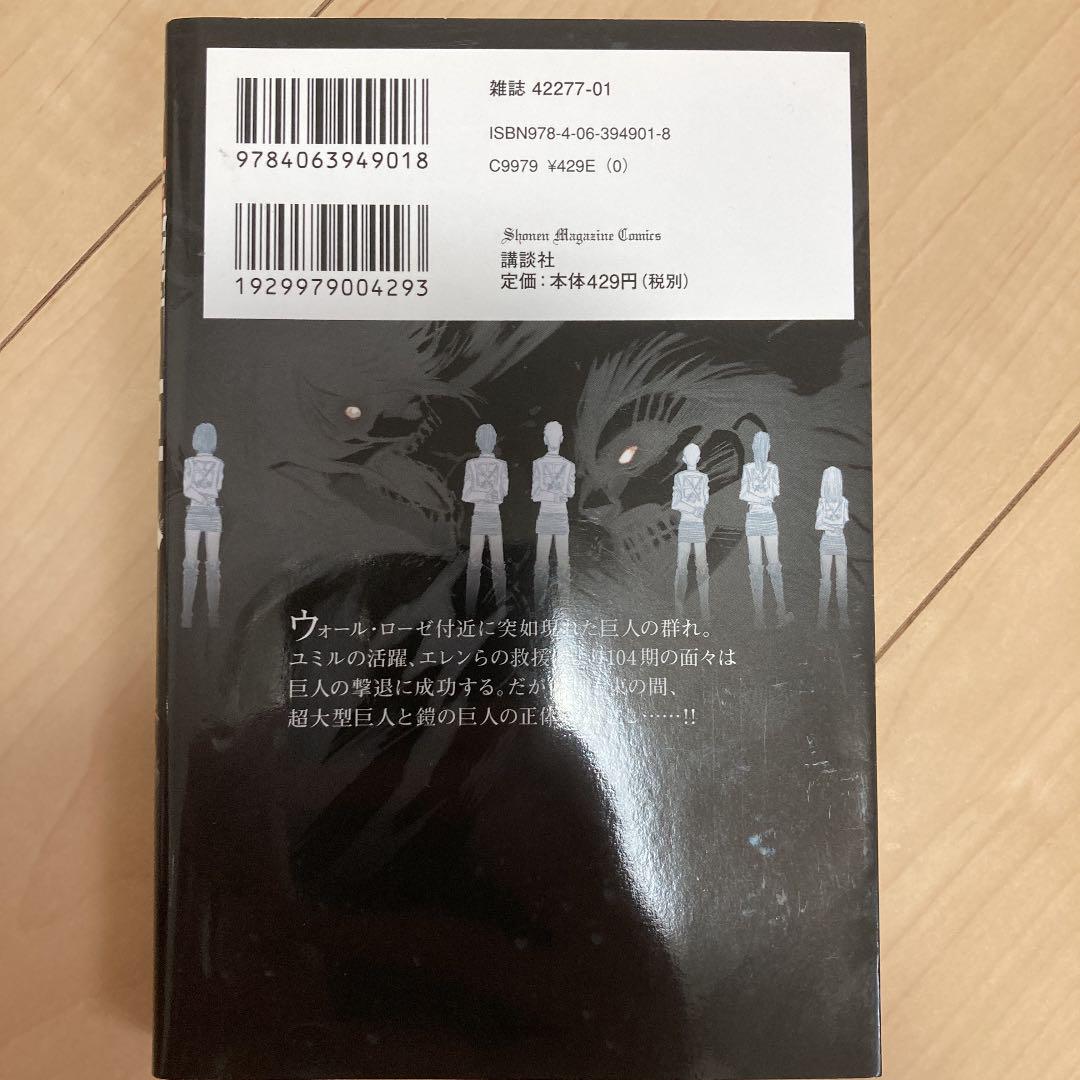 雑誌 42277-01
ISBN978-4-06-394901-8
9784063949018
C9979 ¥429E (0)
Shonen Magazine Comics
講談社
1929979004293
定価:本体429円(税別)
ウォール・ローゼ付近に突如現れた巨人の群れ。
ユミルの活躍、エレンらの救援により104期の面々は
巨人の撃退に成功する。だが の間、
超大型巨人と鎧の巨人の正体 ……!!